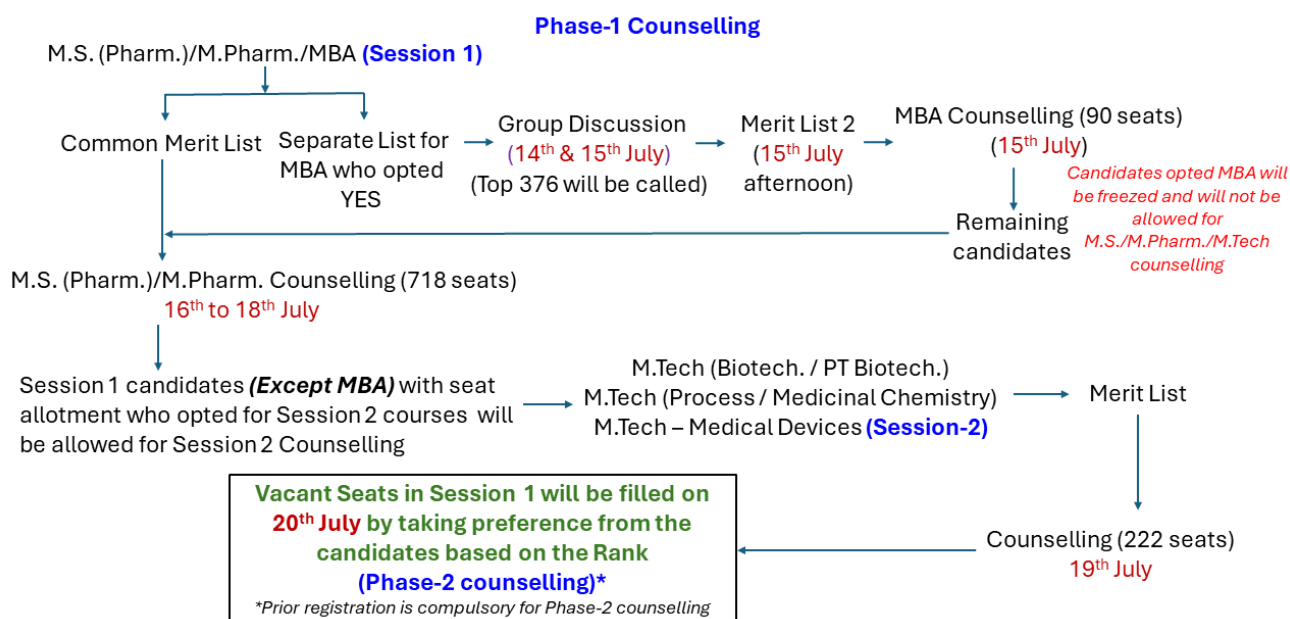 Phase-1 Counselling
M.S. (Pharm.)/M.Pharm./MBA (Session 1)
Common Merit List
Separate List for
MBA who opted
YES
Group Discussion
(14th & 15th July)
(Top 376 will be called)
Merit List 2
(15th July
afternoon)
MBA Counselling (90 seats)
(15th July)
Candidates opted MBA will
be freezed and will not be
allowed for
M.S./M.Pharm./M.Tech
counselling
Remaining
candidates
M.S. (Pharm.)/M.Pharm. Counselling (718 seats)
16th to 18th July
Session 1 candidates (Except MBA) with seat
allotment who opted for Session 2 courses will
be allowed for Session 2 Counselling
M.Tech (Biotech. / PT Biotech.)
M.Tech (Process / Medicinal Chemistry)
M.Tech – Medical Devices (Session-2)
Merit List
Counselling (222 seats)
19th July
Vacant Seats in Session 1 will be filled on
20th July by taking preference from the
candidates based on the Rank
(Phase-2 counselling)*
*Prior registration is compulsory for Phase-2 counselling